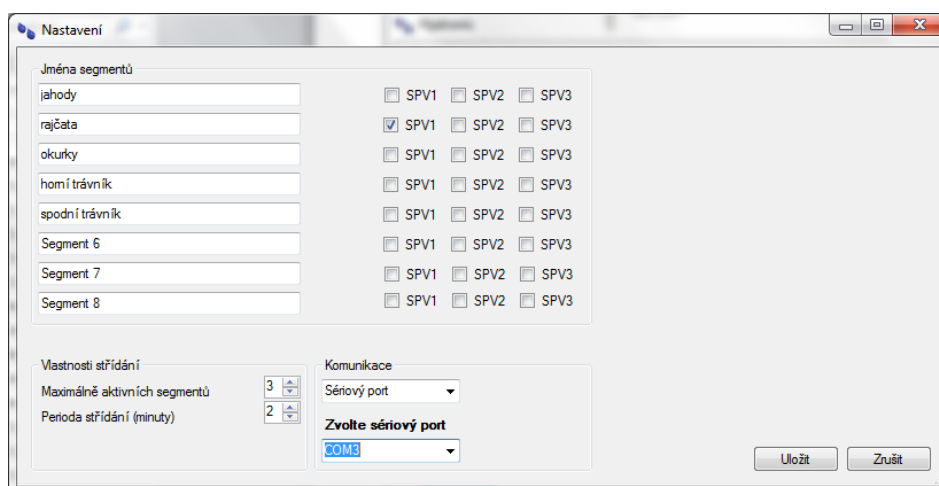 Nastavení
Jména segmentů
jahody SPV1 SPV2 SPV3
rajčata SPV1 SPV2 SPV3
okurky SPV1 SPV2 SPV3
horní trávník SPV1 SPV2 SPV3
spodní trávník SPV1 SPV2 SPV3
Segment 6 SPV1 SPV2 SPV3
Segment 7 SPV1 SPV2 SPV3
Segment 8 SPV1 SPV2 SPV3
Vlastnosti střídání
Maximálně aktivních segmentů 3
Perioda střídání (minuty) 2
Komunikace
Sériový port
Zvolte sériový port
COM3
Uložit Zrušit